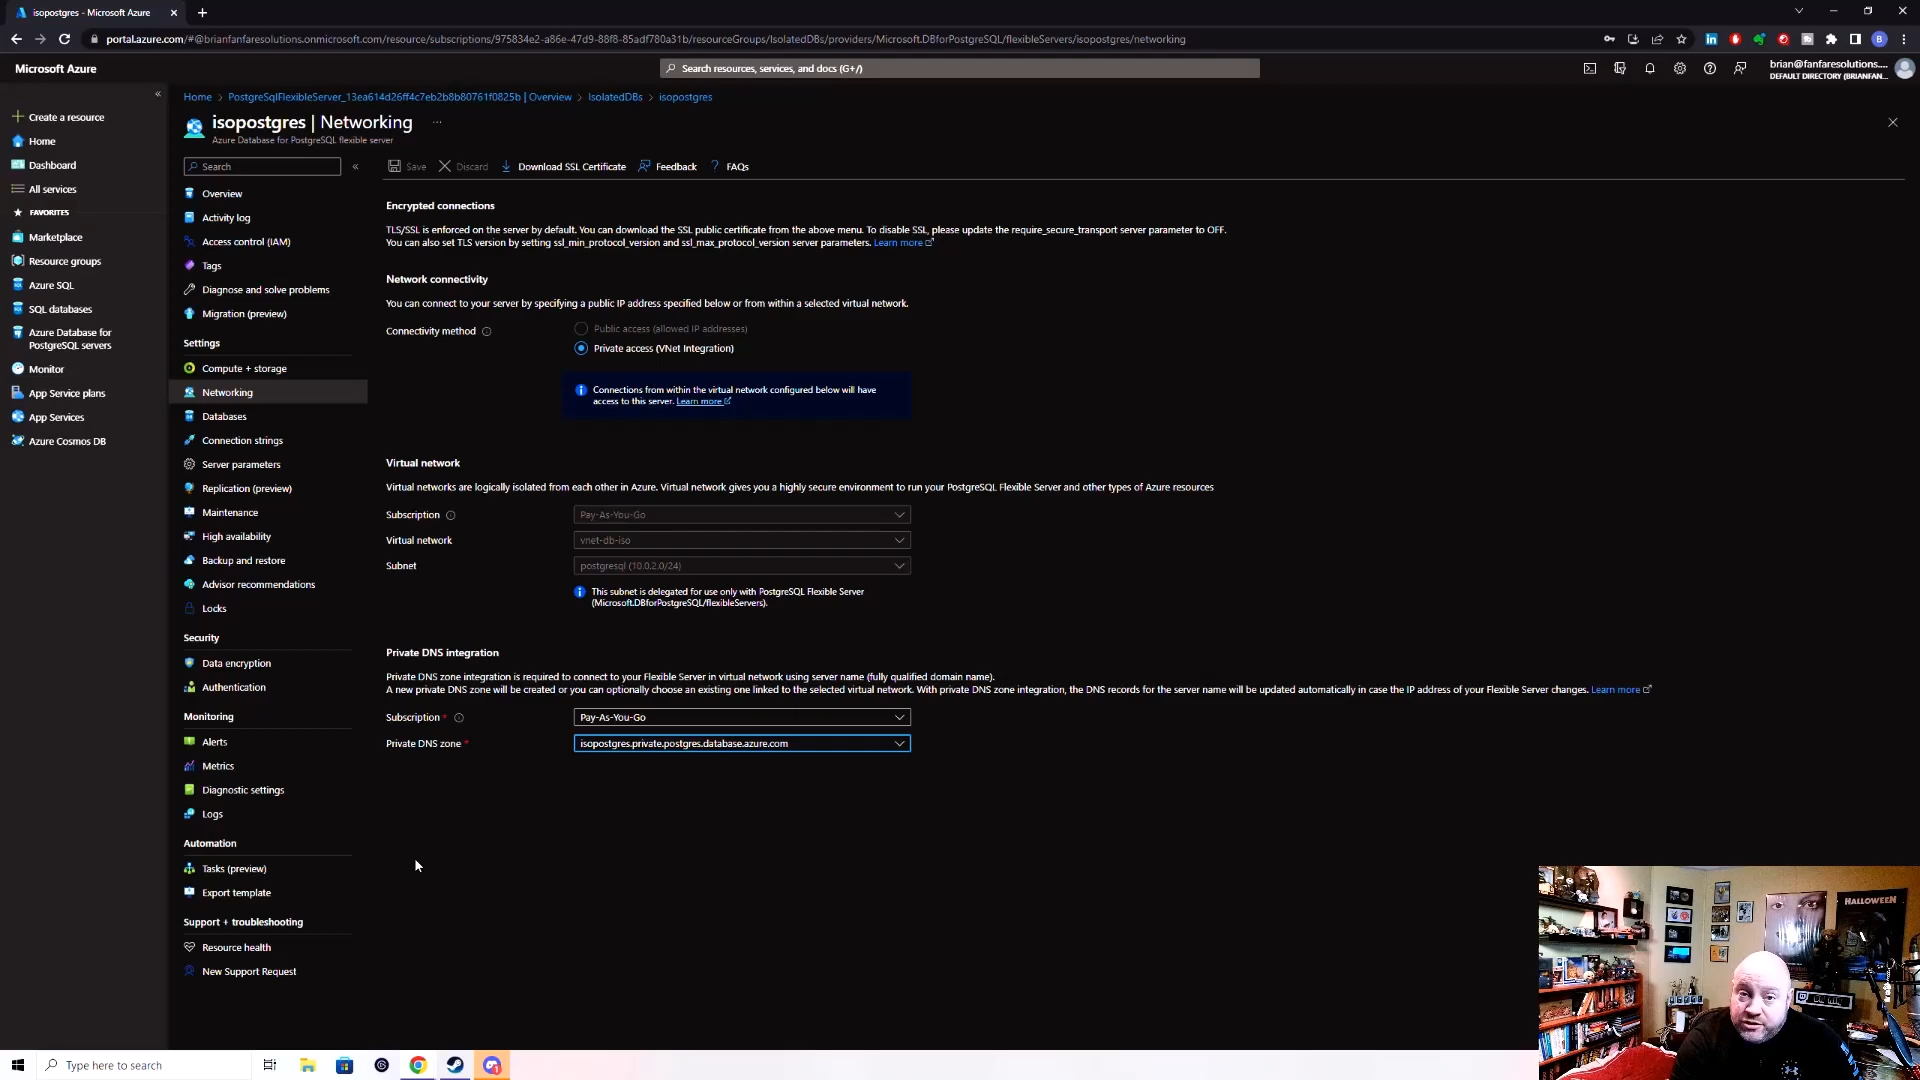 isopostgres - Microsoft Azure
portal.azure.com/#@brianfanfaresolutions.onmicrosoft.com/resource/subscriptions/975834e2-a86e-47d9-88f8-85adf780a31b/resourceGroups/IsolatedDBs/providers/Microsoft.DBforPostgreSQL/flexibleServers/isopostgres/networking
Microsoft Azure
Search resources, services, and docs (G+/)
brian@fanfaresolutions....
DEFAULT DIRECTORY (BRIANFAN...
Home > PostgreSqlFlexibleServer_13ea614d26ff4c7eb2b8b80761f0825b | Overview > IsolatedDBs > isopostgres
isopostgres | Networking ...
Azure Database for PostgreSQL flexible server
Create a resource
Home
Dashboard
All services
FAVORITES
Marketplace
Resource groups
Azure SQL
SQL databases
Azure Database for
PostgreSQL servers
Monitor
App Service plans
App Services
Azure Cosmos DB
Search
Overview
Activity log
Access control (IAM)
Tags
Diagnose and solve problems
Migration (preview)
Settings
Compute + storage
Networking
Databases
Connection strings
Server parameters
Replication (preview)
Maintenance
High availability
Backup and restore
Advisor recommendations
Locks
Security
Data encryption
Authentication
Monitoring
Alerts
Metrics
Diagnostic settings
Logs
Automation
Tasks (preview)
Export template
Support + troubleshooting
Resource health
New Support Request
Save Discard Download SSL Certificate Feedback ? FAQs
Encrypted connections
TLS/SSL is enforced on the server by default. You can download the SSL public certificate from the above menu. To disable SSL, please update the require_secure_transport server parameter to OFF.
You can also set TLS version by setting ssl_min_protocol_version and ssl_max_protocol_version server parameters. Learn more
Network connectivity
You can connect to your server by specifying a public IP address specified below or from within a selected virtual network.
Connectivity method
Public access (allowed IP addresses)
Private access (VNet Integration)
Connections from within the virtual network configured below will have
access to this server. Learn more
Virtual network
Virtual networks are logically isolated from each other in Azure. Virtual network gives you a highly secure environment to run your PostgreSQL Flexible Server and other types of Azure resources
Subscription Pay-As-You-Go
Virtual network vnet-db-iso
Subnet postgresql (10.0.2.0/24)
This subnet is delegated for use only with PostgreSQL Flexible Server
(Microsoft.DBforPostgreSQL/flexibleServers).
Private DNS integration
Private DNS zone integration is required to connect to your Flexible Server in virtual network using server name (fully qualified domain name).
A new private DNS zone will be created or you can optionally choose an existing one linked to the selected virtual network. With private DNS zone integration, the DNS records for the server name will be updated automatically in case the IP address of your Flexible Server changes. Learn more
Subscription * Pay-As-You-Go
Private DNS zone * isopostgres.private.postgres.database.azure.com
HALLOWEEN
Type here to search